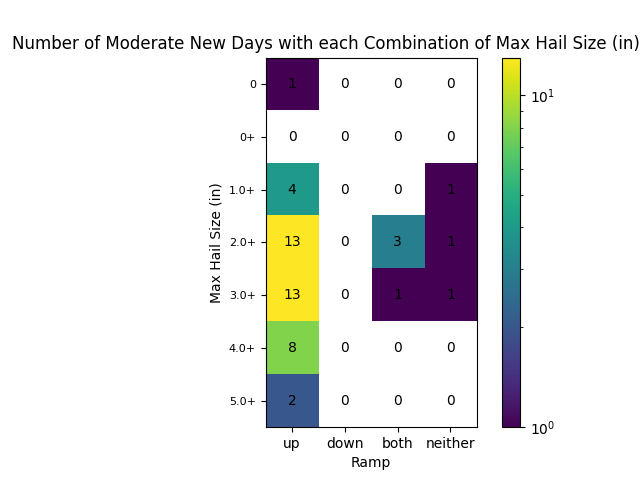 Number of Moderate New Days with each Combination of Max Hail Size (in)
0 1 0 0 0
0+ 0 0 0 0
1.0+ 4 0 0 1
2.0+ 13 0 3 1
3.0+ 13 0 1 1
4.0+ 8 0 0 0
5.0+ 2 0 0 0
up down both neither
Ramp
Max Hail Size (in)
10¹
10⁰